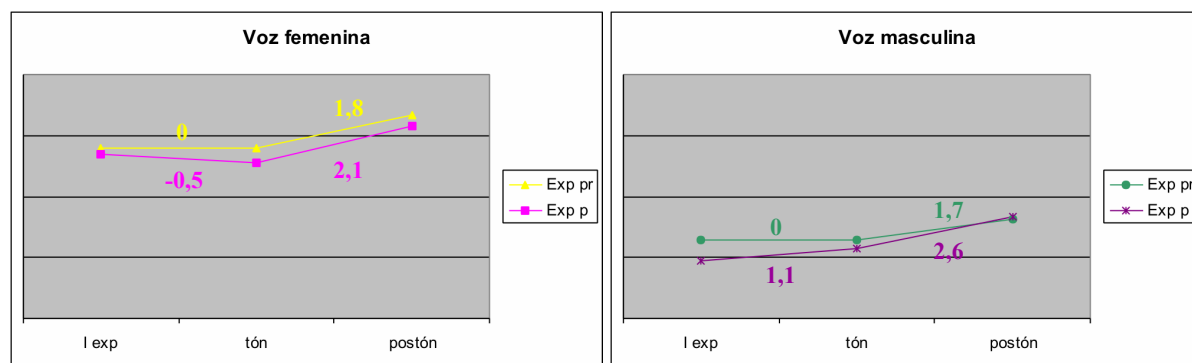 Voz femenina
1,8
0
-0,5
2,1
Exp pr
Exp p
I exp
tón
postón
Voz masculina
1,7
0
1,1
2,6
Exp pr
Exp p
I exp
tón
postón